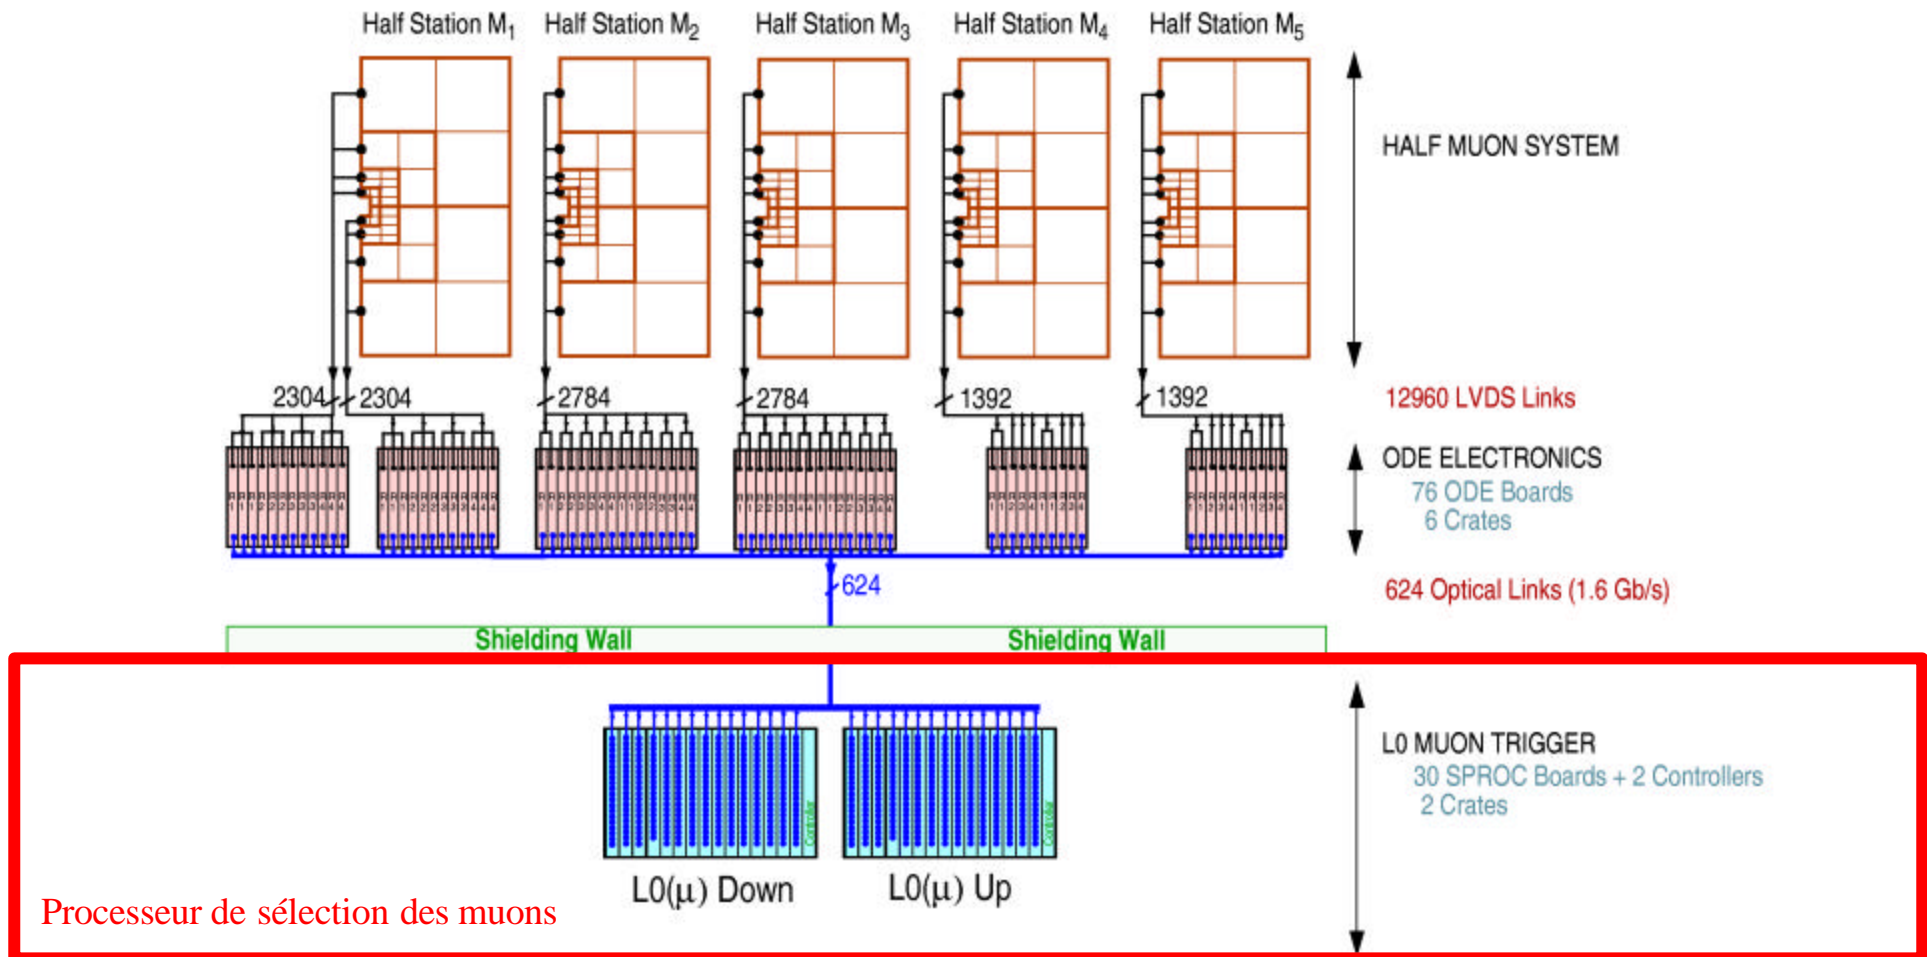 Half Station M1 Half Station M2 Half Station M3 Half Station M4 Half Station M5
HALF MUON SYSTEM
2304 2304 2784 2784 1392 1392
12960 LVDS Links
ODE ELECTRONICS
76 ODE Boards
6 Crates
624
624 Optical Links (1.6 Gb/s)
Shielding Wall Shielding Wall
L0 MUON TRIGGER
30 SPROC Boards + 2 Controllers
2 Crates
Controller Controller
L0(μ) Down L0(μ) Up
Processeur de sélection des muons